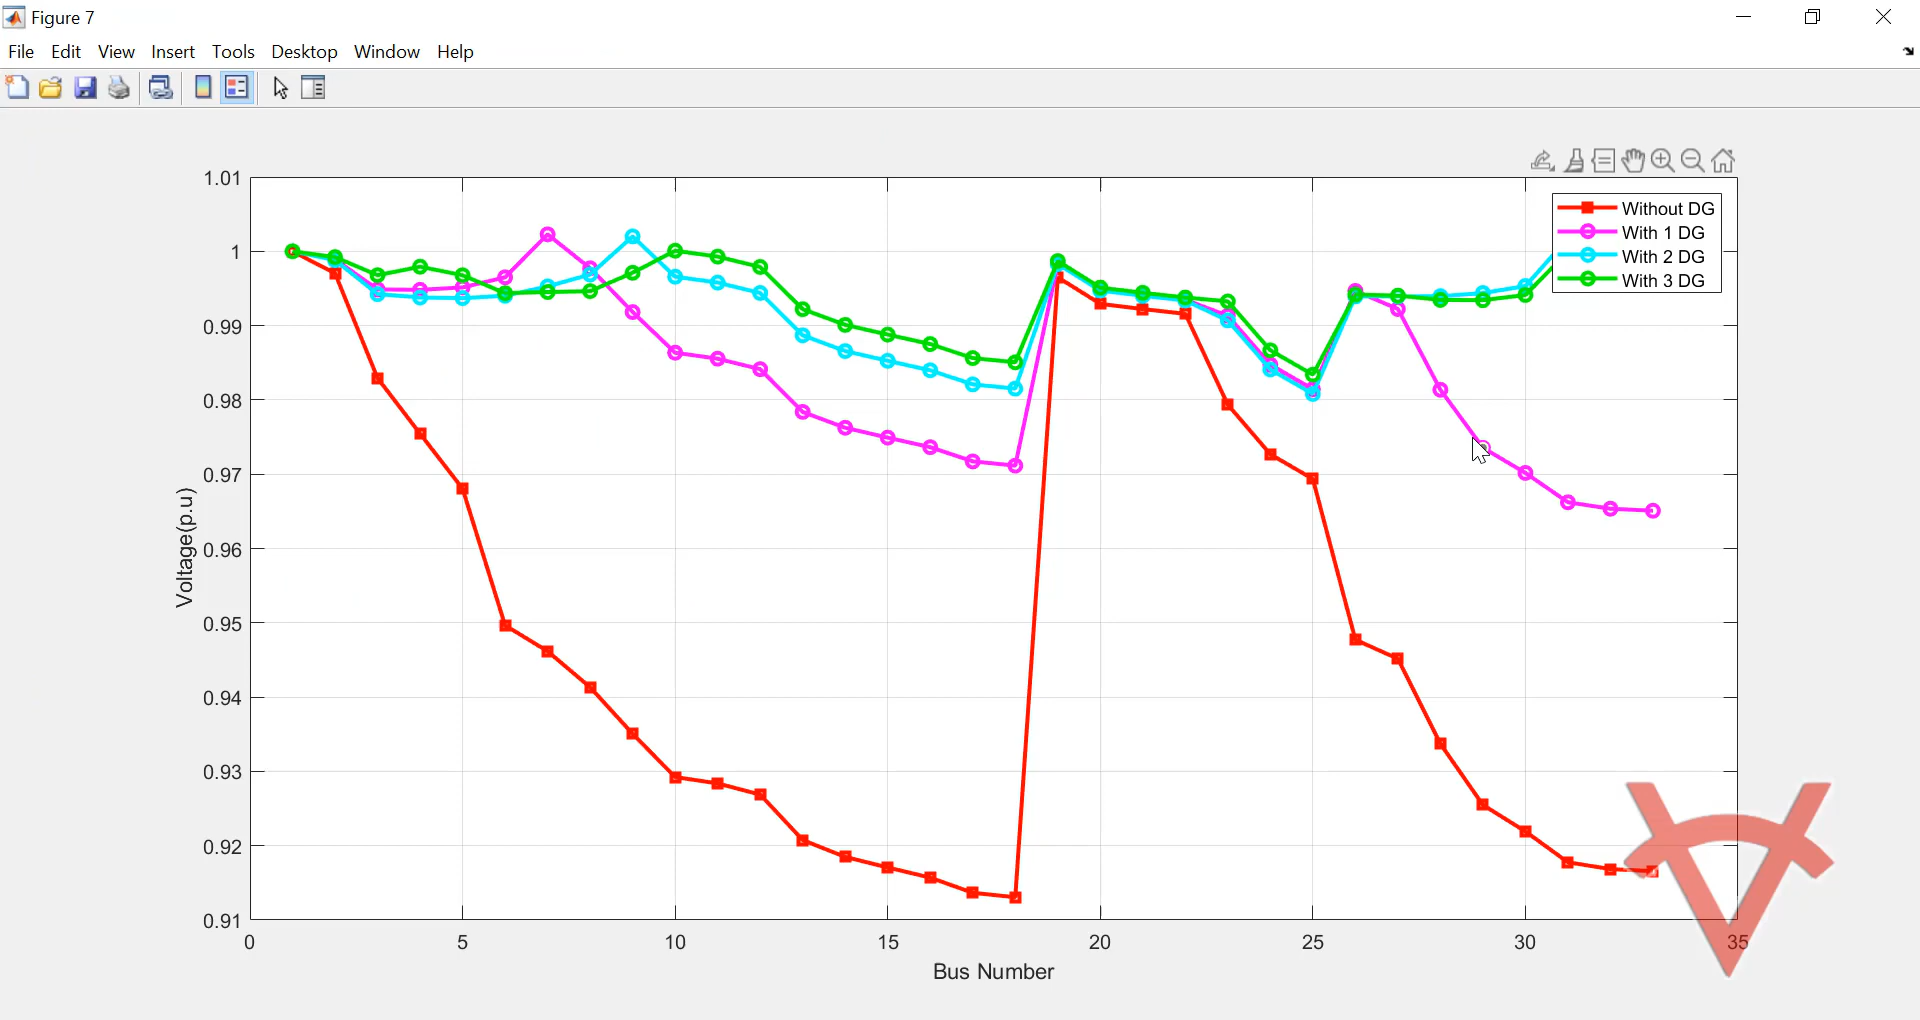 Figure 7
File Edit View Insert Tools Desktop Window Help
1.01
1
0.99
0.98
0.97
0.96
0.95
0.94
0.93
0.92
0.91
Voltage(p.u)
Without DG
With 1 DG
With 2 DG
With 3 DG
0 5 10 15 20 25 30 35
Bus Number